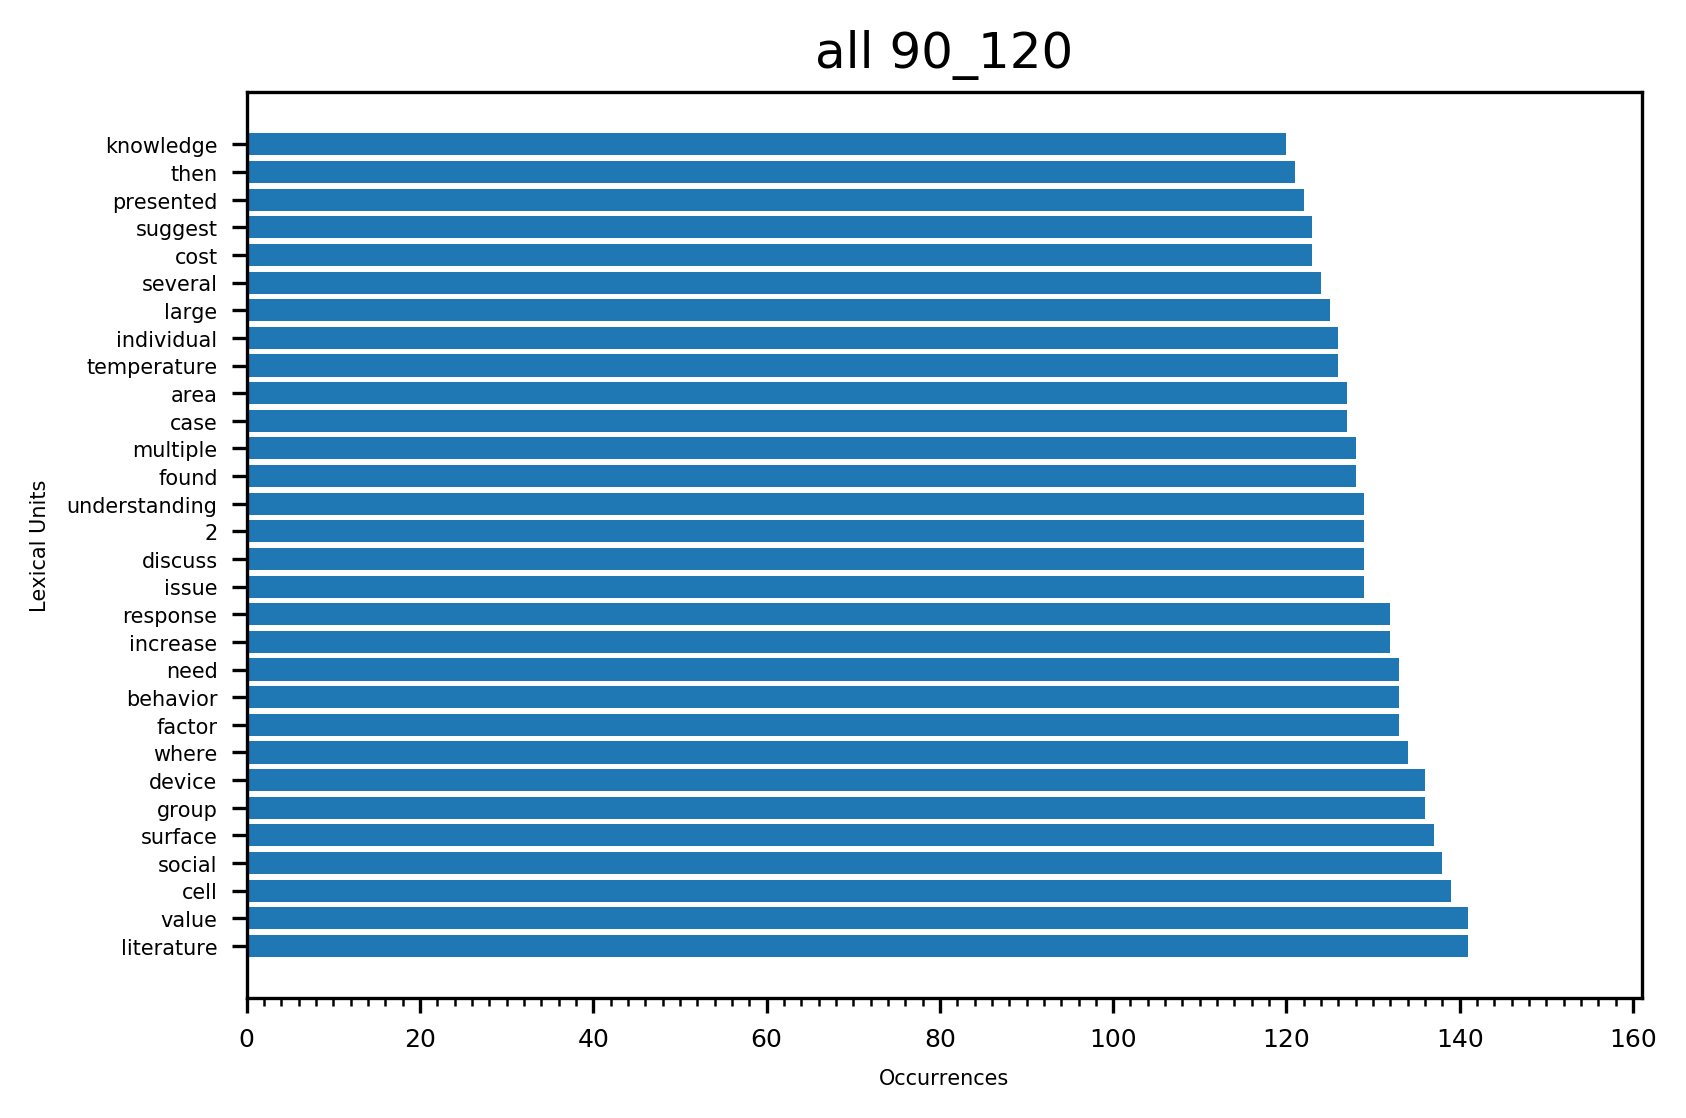 all 90_120
knowledge
then
presented
suggest
cost
several
large
individual
temperature
area
case
multiple
found
understanding
2
discuss
issue
response
increase
need
behavior
factor
where
device
group
surface
social
cell
value
literature
Lexical Units
0 20 40 60 80 100 120 140 160
Occurrences